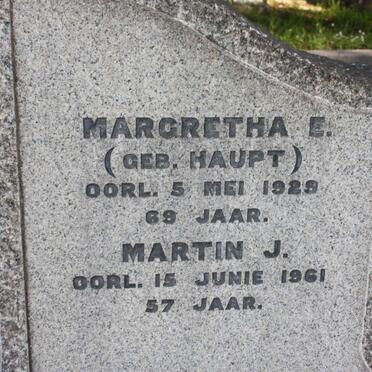 MARGRETHA E.
(GEB. HAUPT)
OORL. 5 MEI 1929
69 JAAR.
MARTIN J.
OORL. 15 JUNIE 1961
57 JAAR.